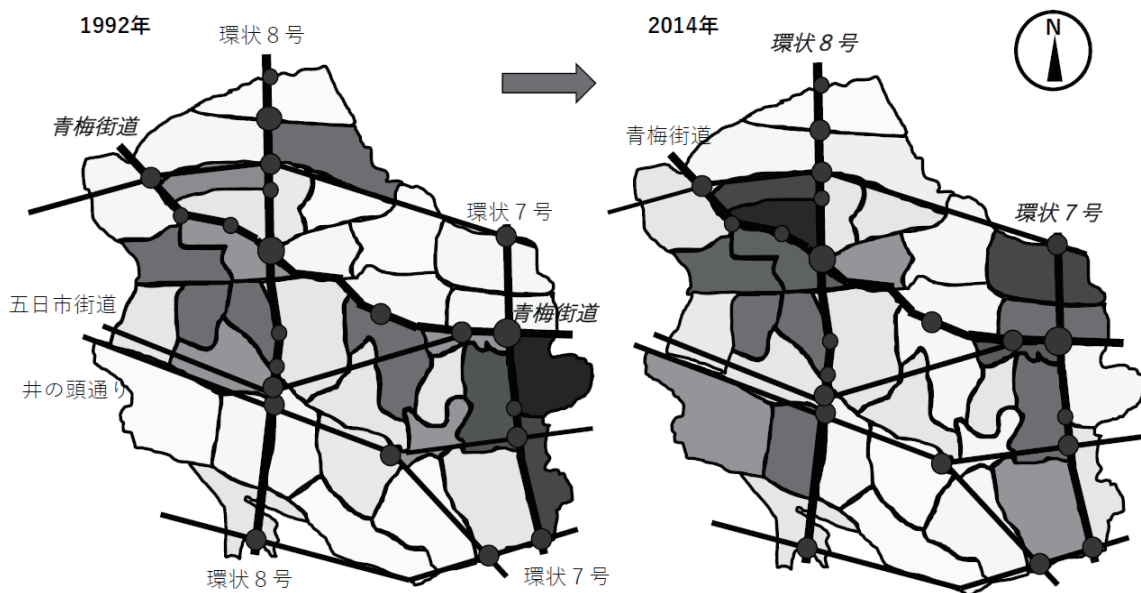 1992年
環状８号
青梅街道
環状７号
五日市街道
青梅街道
井の頭通り
環状８号
環状７号
2014年
環状８号
N
青梅街道
環状７号